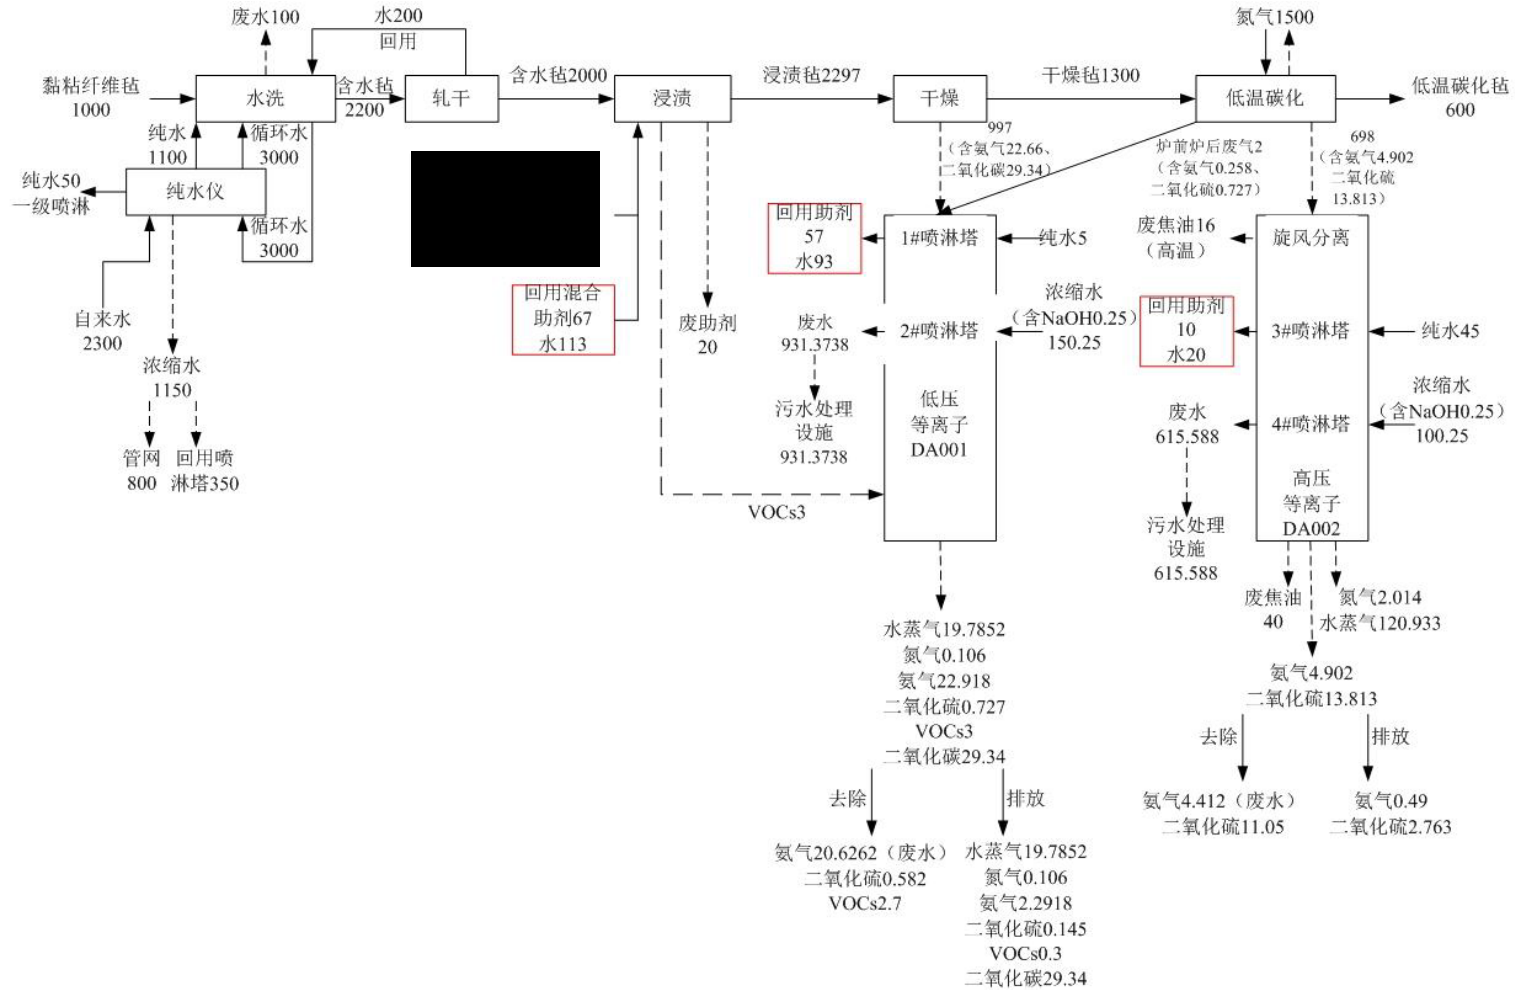 废水100
水200
回用
氮气1500
黏粘纤维毡
1000
水洗
含水毡
2200
轧干
含水毡2000
浸渍
浸渍毡2297
干燥
干燥毡1300
低温碳化
低温碳化毡
600
纯水
1100
循环水
3000
纯水50
一级喷淋
纯水仪
循环水
3000
自来水
2300
浓缩水
1150
管网
800
回用喷
淋塔350
回用混合
助剂67
水113
废助剂
20
VOCs3
997
（含氨气22.66、
二氧化碳29.34）
炉前炉后废气2
（含氨气0.258、
二氧化硫0.727）
698
（含氨气4.902
二氧化硫
13.813）
回用助剂
57
水93
1#喷淋塔
纯水5
废水
931.3738
2#喷淋塔
浓缩水
（含NaOH0.25）
150.25
污水处理
设施
931.3738
低压
等离子
DA001
废焦油16
（高温）
旋风分离
回用助剂
10
水20
3#喷淋塔
纯水45
废水
615.588
4#喷淋塔
浓缩水
（含NaOH0.25）
100.25
污水处理
设施
615.588
高压
等离子
DA002
废焦油
40
氮气2.014
水蒸气120.933
水蒸气19.7852
氮气0.106
氨气22.918
二氧化硫0.727
VOCs3
二氧化碳29.34
去除
排放
氨气20.6262（废水）
二氧化硫0.582
VOCs2.7
水蒸气19.7852
氮气0.106
氨气2.2918
二氧化硫0.145
VOCs0.3
二氧化碳29.34
氨气4.902
二氧化硫13.813
去除
排放
氨气4.412（废水）
二氧化硫11.05
氨气0.49
二氧化硫2.763